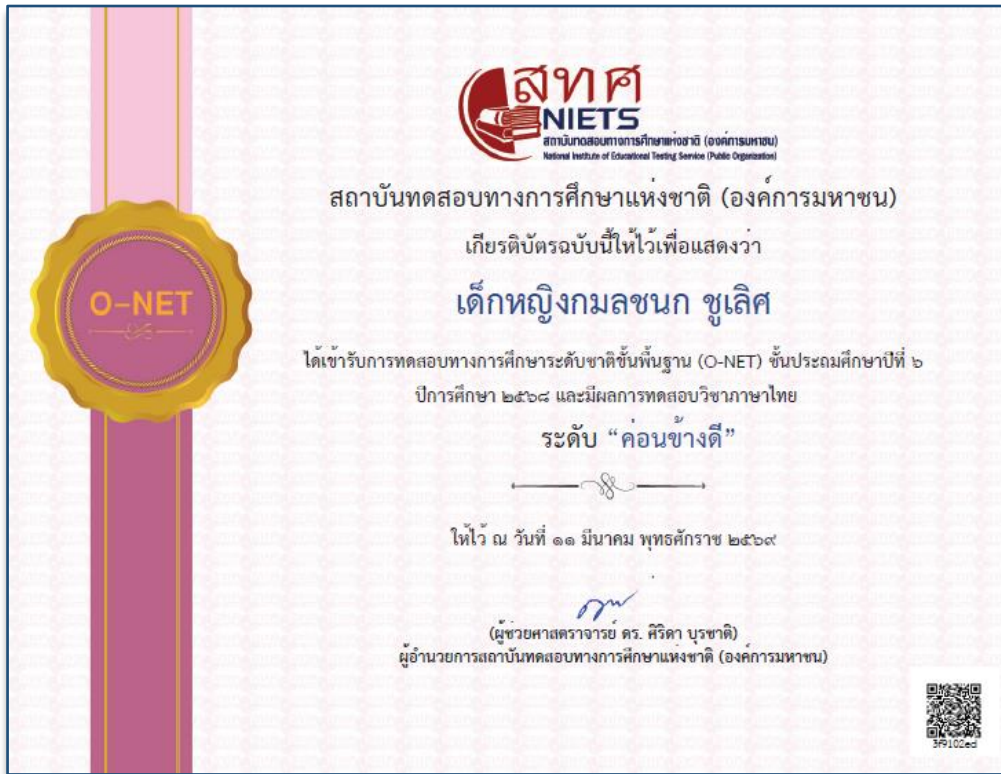 สทศ
NIETS
สถาบันทดสอบทางการศึกษาแห่งชาติ (องค์การมหาชน)
National Institute of Educational Testing Service (Public Organization)
สถาบันทดสอบทางการศึกษาแห่งชาติ (องค์การมหาชน)
เกียรติบัตรฉบับนี้ให้ไว้เพื่อแสดงว่า
เด็กหญิงกมลชนก ชูเลิศ
O-NET
ได้เข้ารับการทดสอบทางการศึกษาระดับชาติขั้นพื้นฐาน (O-NET) ชั้นประถมศึกษาปีที่ ๖
ปีการศึกษา ๒๕๖๘ และมีผลการทดสอบวิชาภาษาไทย
ระดับ “ค่อนข้างดี”
ให้ไว้ ณ วันที่ ๑๑ มีนาคม พุทธศักราช ๒๕๖๙
(ผู้ช่วยศาสตราจารย์ ดร. ศิริดา บุรชาติ)
ผู้อำนวยการสถาบันทดสอบทางการศึกษาแห่งชาติ (องค์การมหาชน)
3f9102ed